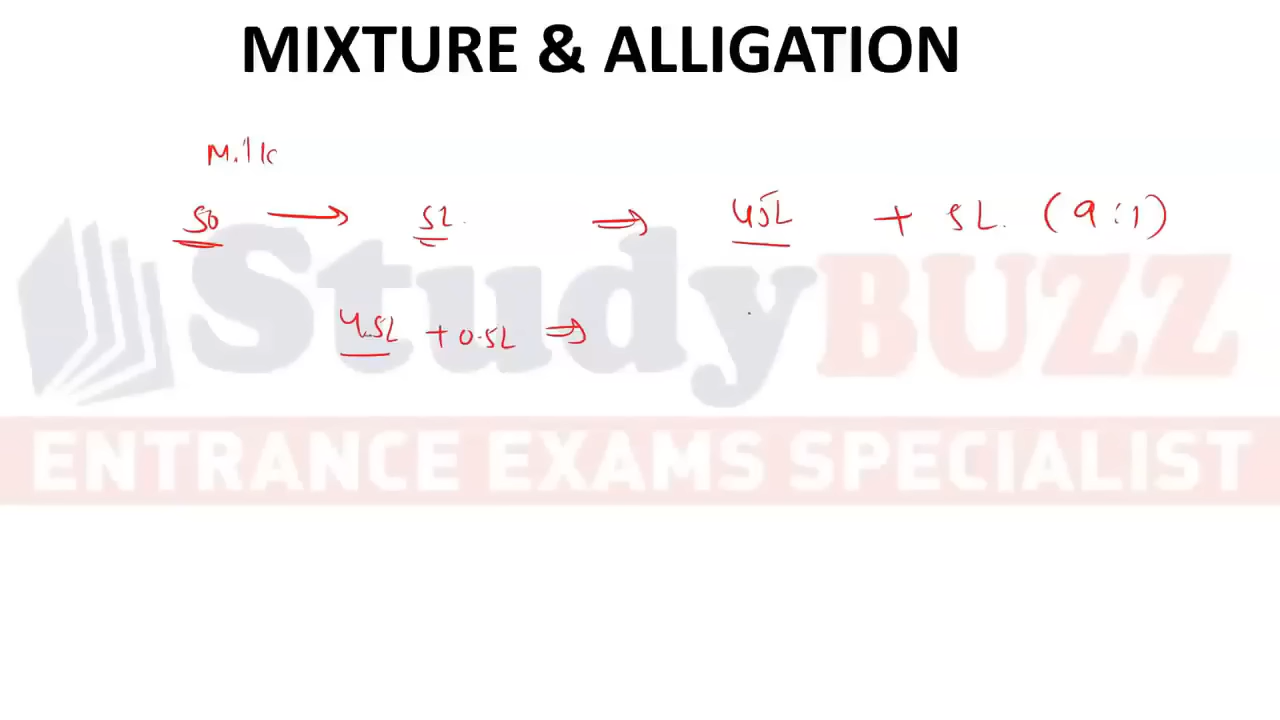 MIXTURE & ALLIGATION
Milk
50 → 5L ⇒ 45L + 5L. (9:1)
4.5L + 0.5L ⇒
StudyBUZZ
ENTRANCE EXAMS SPECIALIST